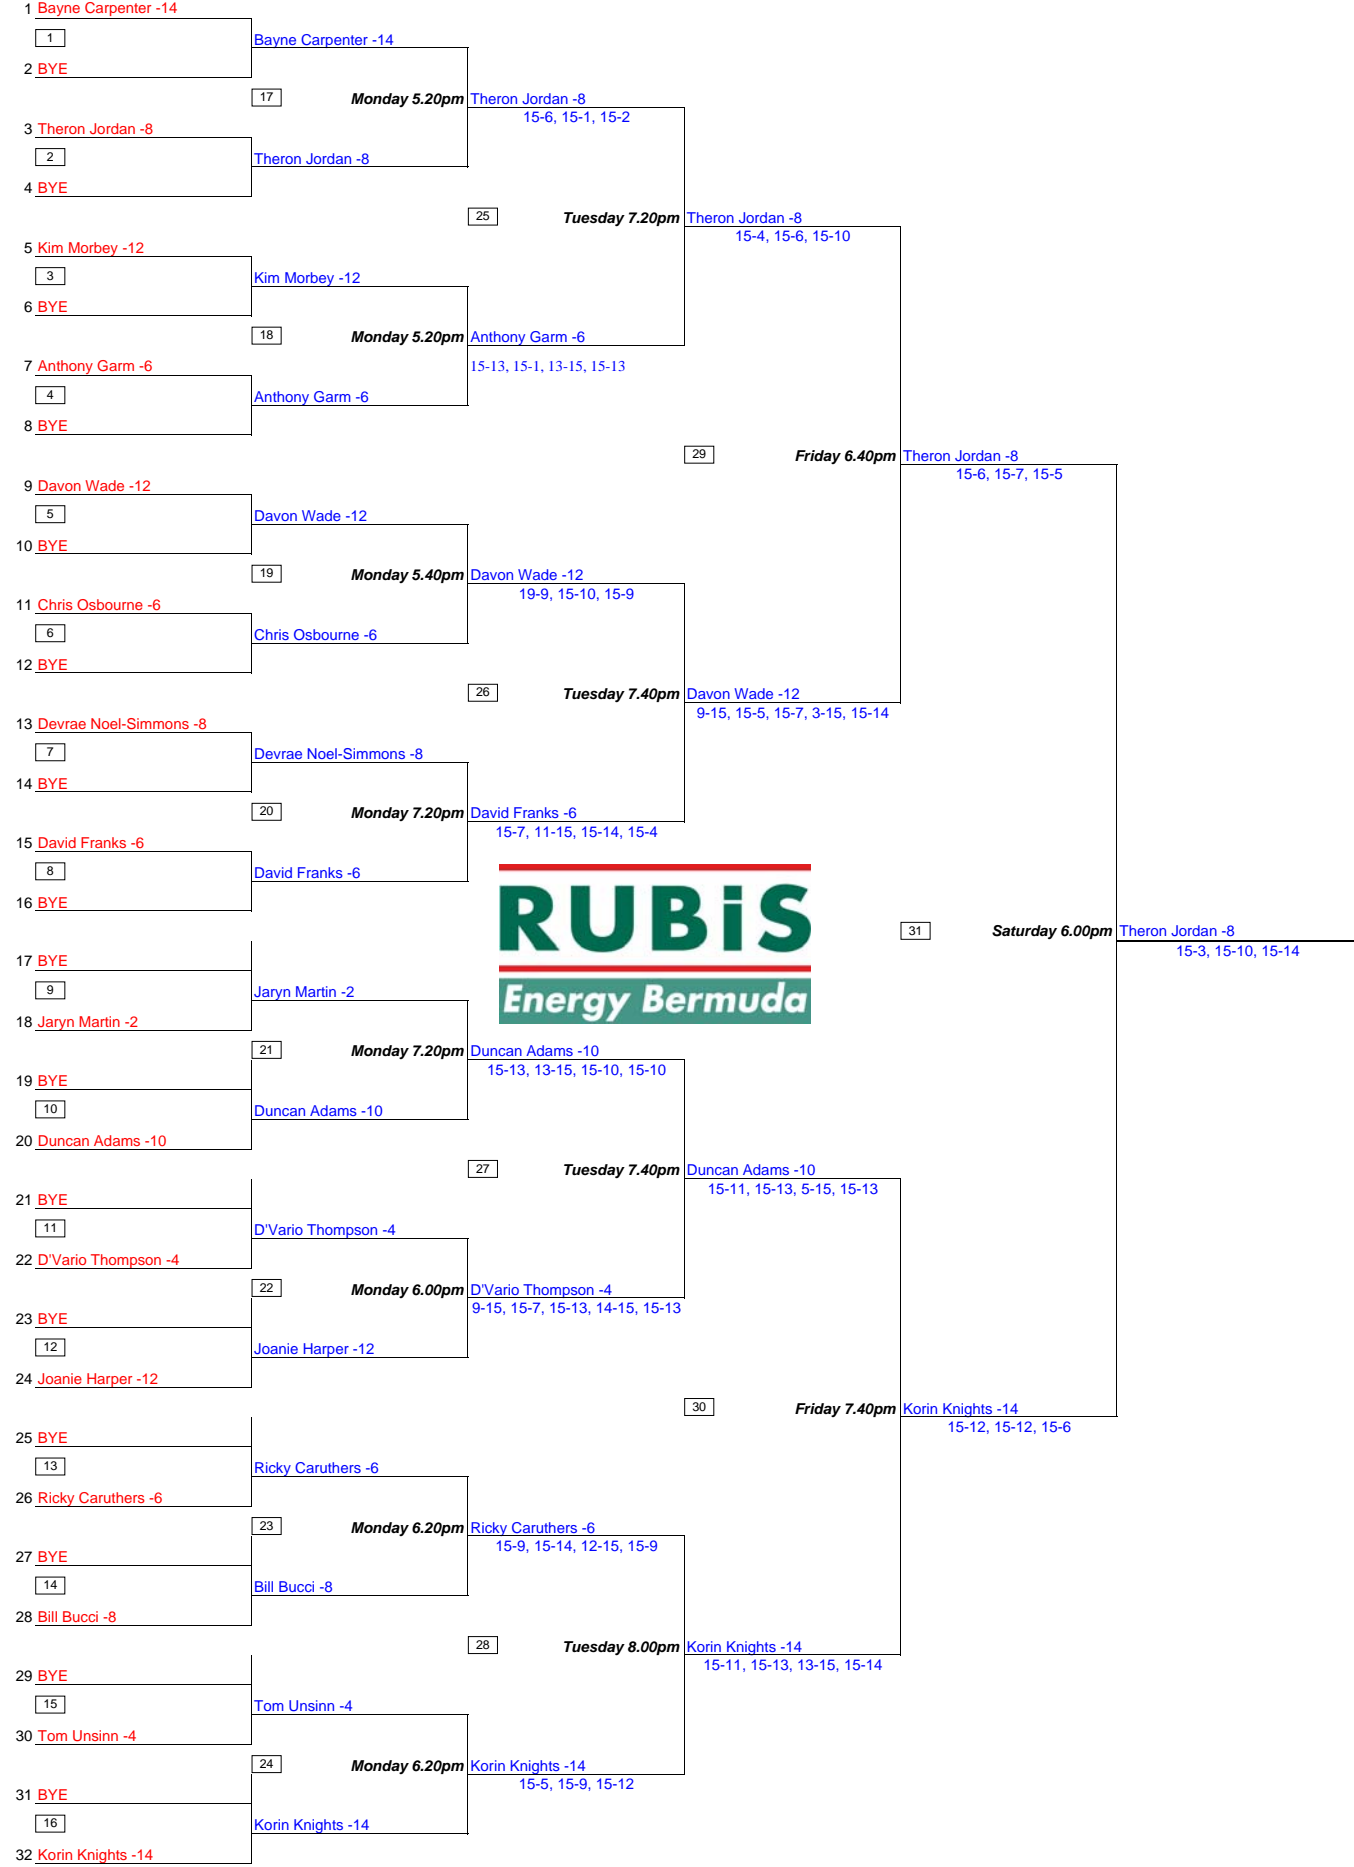 1 Bayne Carpenter -14
1
Bayne Carpenter -14
2 BYE
17 Monday 5.20pm Theron Jordan -8
15-6, 15-1, 15-2
3 Theron Jordan -8
2
Theron Jordan -8
4 BYE
25 Tuesday 7.20pm Theron Jordan -8
15-4, 15-6, 15-10
5 Kim Morbey -12
3
Kim Morbey -12
6 BYE
18 Monday 5.20pm Anthony Garm -6
7 Anthony Garm -6
15-13, 15-1, 13-15, 15-13
4
Anthony Garm -6
8 BYE
29 Friday 6.40pm Theron Jordan -8
15-6, 15-7, 15-5
9 Davon Wade -12
5
Davon Wade -12
10 BYE
19 Monday 5.40pm Davon Wade -12
19-9, 15-10, 15-9
11 Chris Osbourne -6
6
Chris Osbourne -6
12 BYE
26 Tuesday 7.40pm Davon Wade -12
9-15, 15-5, 15-7, 3-15, 15-14
13 Devrae Noel-Simmons -8
7
Devrae Noel-Simmons -8
14 BYE
20 Monday 7.20pm David Franks -6
15-7, 11-15, 15-14, 15-4
15 David Franks -6
8
David Franks -6
16 BYE
RUBiS
Energy Bermuda
31 Saturday 6.00pm Theron Jordan -8
15-3, 15-10, 15-14
17 BYE
9
Jaryn Martin -2
18 Jaryn Martin -2
21 Monday 7.20pm Duncan Adams -10
15-13, 13-15, 15-10, 15-10
19 BYE
10
Duncan Adams -10
20 Duncan Adams -10
27 Tuesday 7.40pm Duncan Adams -10
15-11, 15-13, 5-15, 15-13
21 BYE
11
D'Vario Thompson -4
22 D'Vario Thompson -4
22 Monday 6.00pm D'Vario Thompson -4
9-15, 15-7, 15-13, 14-15, 15-13
23 BYE
12
Joanie Harper -12
24 Joanie Harper -12
30 Friday 7.40pm Korin Knights -14
15-12, 15-12, 15-6
25 BYE
13
Ricky Caruthers -6
26 Ricky Caruthers -6
23 Monday 6.20pm Ricky Caruthers -6
15-9, 15-14, 12-15, 15-9
27 BYE
14
Bill Bucci -8
28 Bill Bucci -8
28 Tuesday 8.00pm Korin Knights -14
15-11, 15-13, 13-15, 15-14
29 BYE
15
Tom Unsinn -4
30 Tom Unsinn -4
24 Monday 6.20pm Korin Knights -14
15-5, 15-9, 15-12
31 BYE
16
Korin Knights -14
32 Korin Knights -14